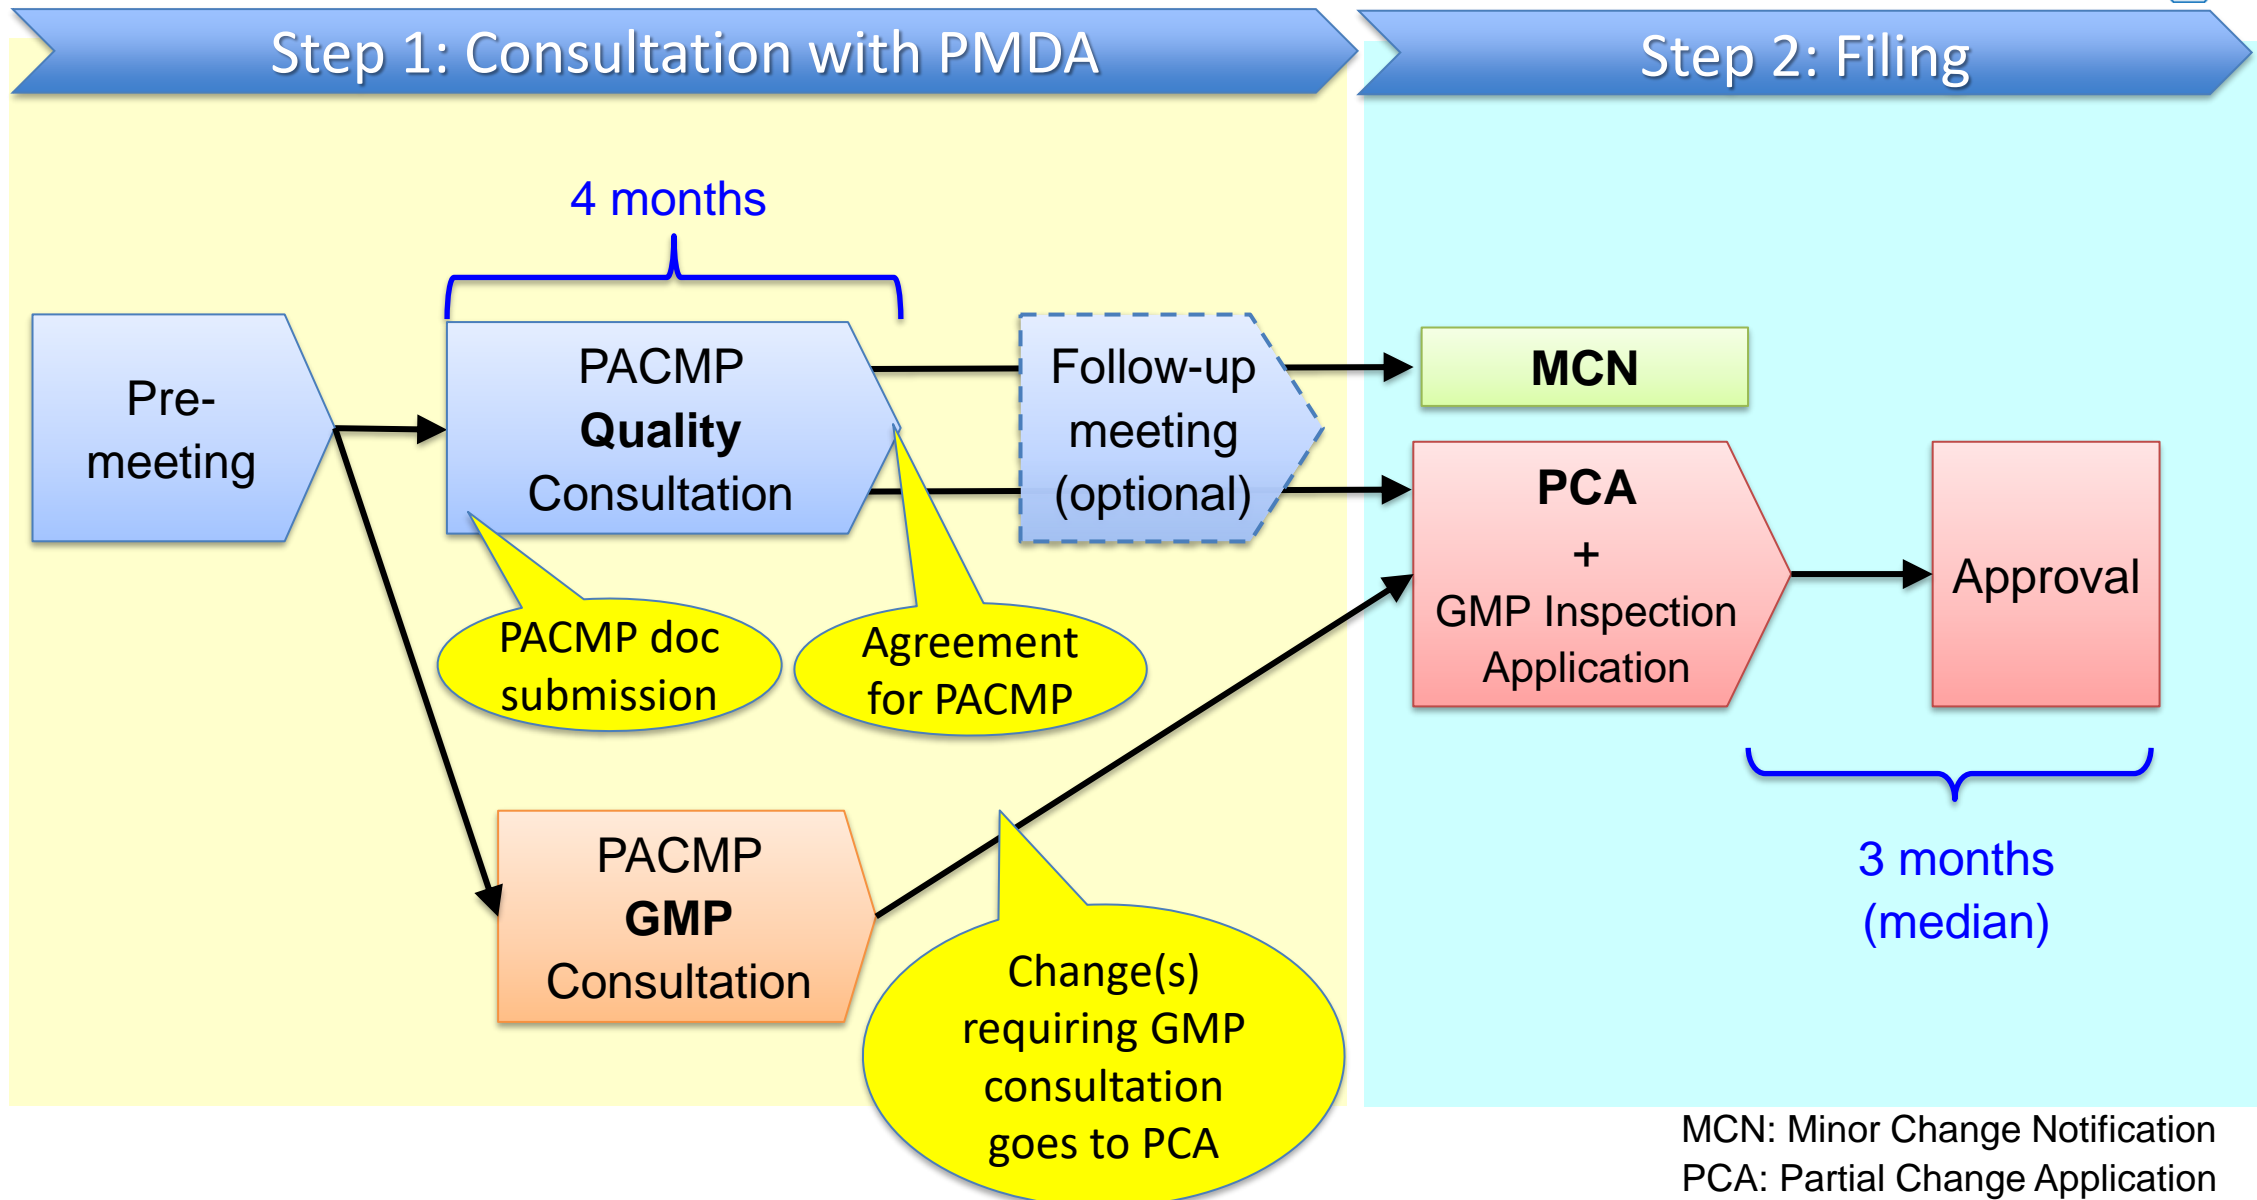 Step 1: Consultation with PMDA
Step 2: Filing
4 months
Pre-
meeting
PACMP
Quality
Consultation
Follow-up
meeting
(optional)
MCN
PCA
+
GMP Inspection
Application
Approval
PACMP doc
submission
Agreement
for PACMP
PACMP
GMP
Consultation
Change(s)
requiring GMP
consultation
goes to PCA
3 months
(median)
MCN: Minor Change Notification
PCA: Partial Change Application